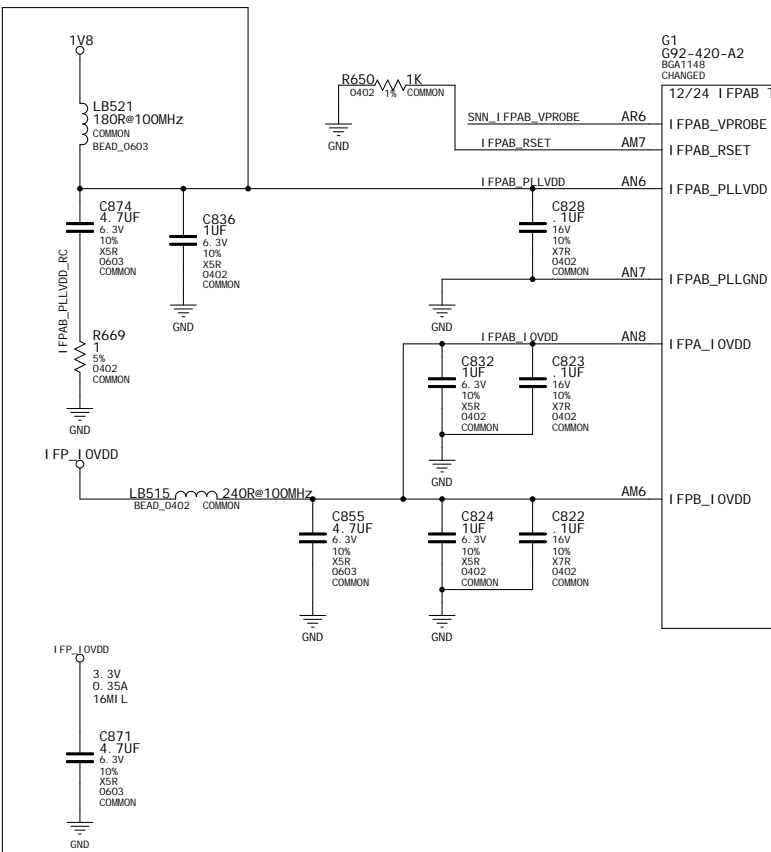 1V8
LB521
180R@100MHz
COMMON
BEAD_0603
R650
1K
0402
1%
COMMON
GND
G1
G92-420-A2
BGA1148
CHANGED
12/24 IFPAB T
SNN_IFPAB_VPROBE
AR6
IFPAB_VPROBE
IFPAB_RSET
AM7
IFPAB_RSET
IFPAB_PLLVDD
AN6
IFPAB_PLLVDD
C874
4.7UF
6.3V
10%
X5R
0603
COMMON
C836
1UF
6.3V
10%
X5R
0402
COMMON
GND
C828
.1UF
16V
10%
X7R
0402
COMMON
AN7
IFPAB_PLLGND
GND
IFPAB_PLLVDD_RC
R669
1
5%
0402
COMMON
GND
IFPAB_IOVDD
AN8
IFPA_IOVDD
C832
1UF
6.3V
10%
X5R
0402
COMMON
C823
.1UF
16V
10%
X7R
0402
COMMON
GND
IFP_IOVDD
LB515
240R@100MHz
BEAD_0402
COMMON
AM6
IFPB_IOVDD
C855
4.7UF
6.3V
10%
X5R
0603
COMMON
C824
1UF
6.3V
10%
X5R
0402
COMMON
C822
.1UF
16V
10%
X7R
0402
COMMON
GND
GND
IFP_IOVDD
3.3V
0.35A
16MIL
C871
4.7UF
6.3V
10%
X5R
0603
COMMON
GND